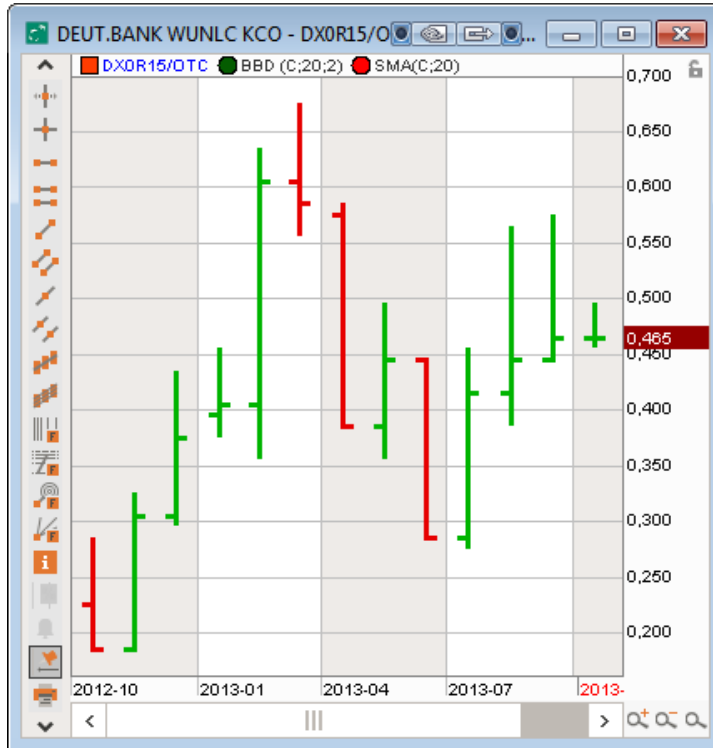 DEUT.BANK WUNLC KCO - DX0R15/O ...
DX0R15/OTC BBD (C;20;2) SMA(C;20)
0,700
0,650
0,600
0,550
0,500
0,465
0,450
0,400
0,350
0,300
0,250
0,200
F
F
F
F
i
2012-10 2013-01 2013-04 2013-07 2013-